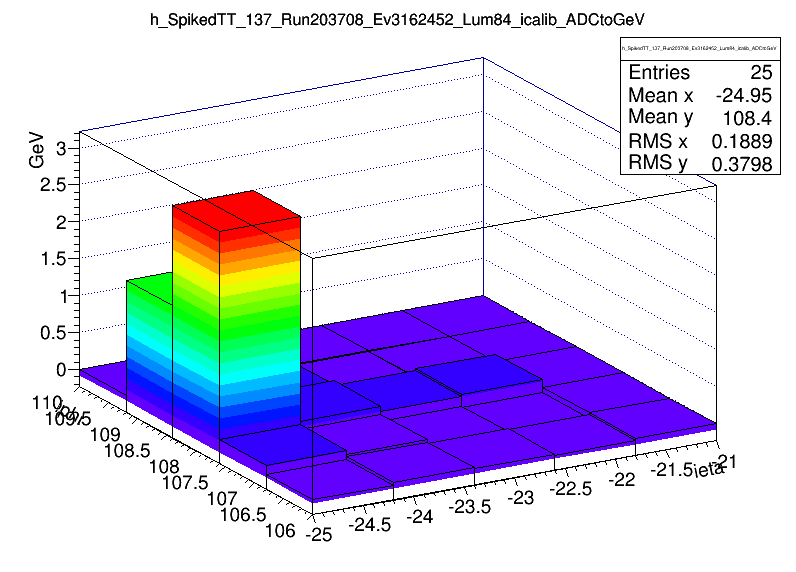 h_SpikedTT_137_Run203708_Ev3162452_Lum84_icalib_ADCtoGeV
h_SpikedTT_137_Run203708_Ev3162452_Lum84_icalib_ADCtoGeV
Entries 25
Mean x -24.95
Mean y 108.4
RMS x 0.1889
RMS y 0.3798
GeV
3
2.5
2
1.5
1
0.5
0
110
109.5
109
108.5
108
107.5
107
106.5
106
-25
-24.5
-24
-23.5
-23
-22.5
-22
-21.5
ieta
-21